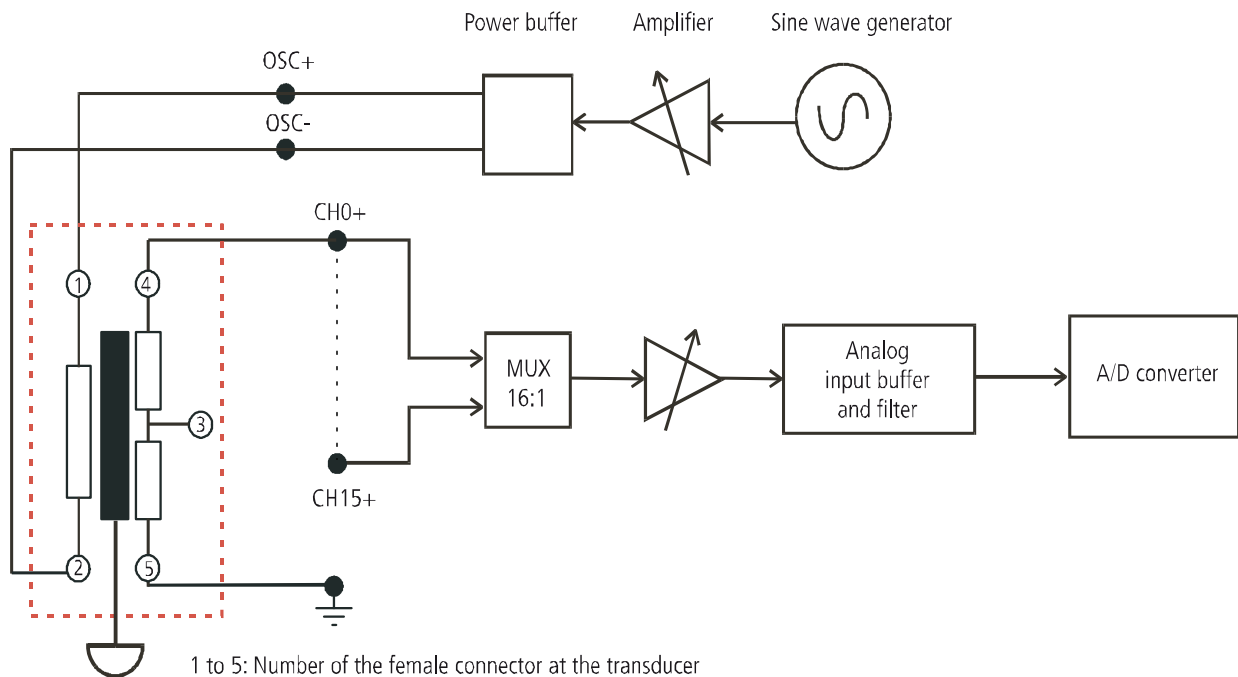 Power buffer
Amplifier
Sine wave generator
OSC+
OSC-
CH0+
1
4
MUX
16:1
Analog
input buffer
and filter
A/D converter
3
CH15+
2
5
1 to 5: Number of the female connector at the transducer